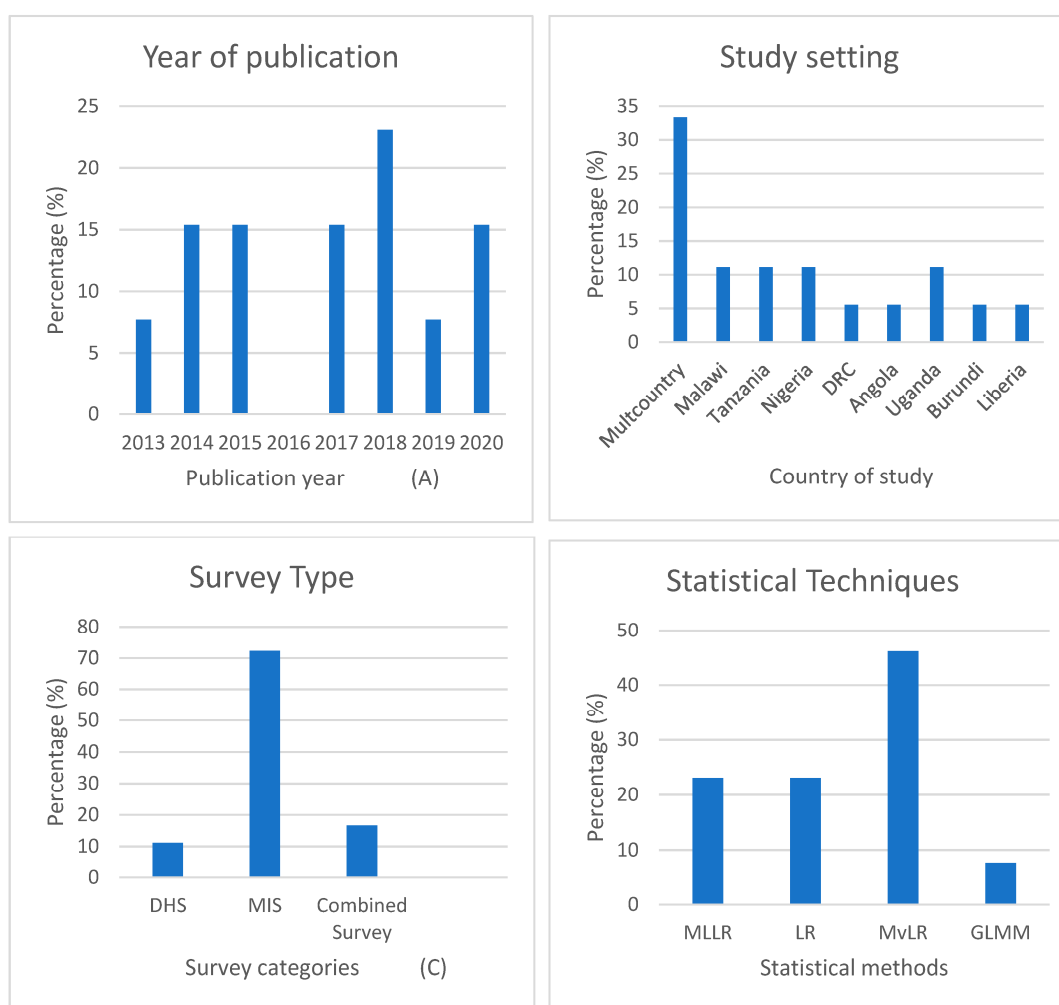 Year of publication
25
20
15
10
5
0
Percentage (%)
2013 2014 2015 2016 2017 2018 2019 2020
Publication year (A)
Study setting
35
30
25
20
15
10
5
0
Percentage (%)
Multcountry
Malawi
Tanzania
Nigeria
DRC
Angola
Uganda
Burundi
Liberia
Country of study
Survey Type
80
70
60
50
40
30
20
10
0
Percentage (%)
DHS MIS Combined
Survey
Survey categories (C)
Statistical Techniques
50
40
30
20
10
0
Percentage (%)
MLLR LR MvLR GLMM
Statistical methods